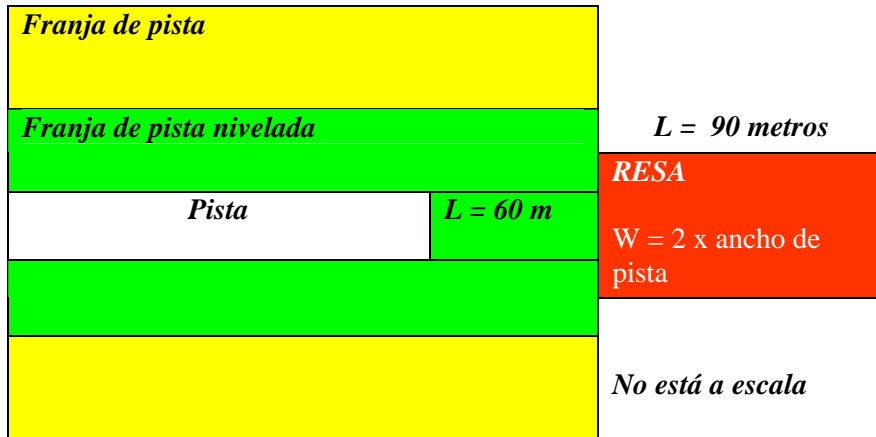 Franja de pista
Franja de pista nivelada
L = 90 metros
RESA
Pista
L = 60 m
W = 2 x ancho de
pista
No está a escala